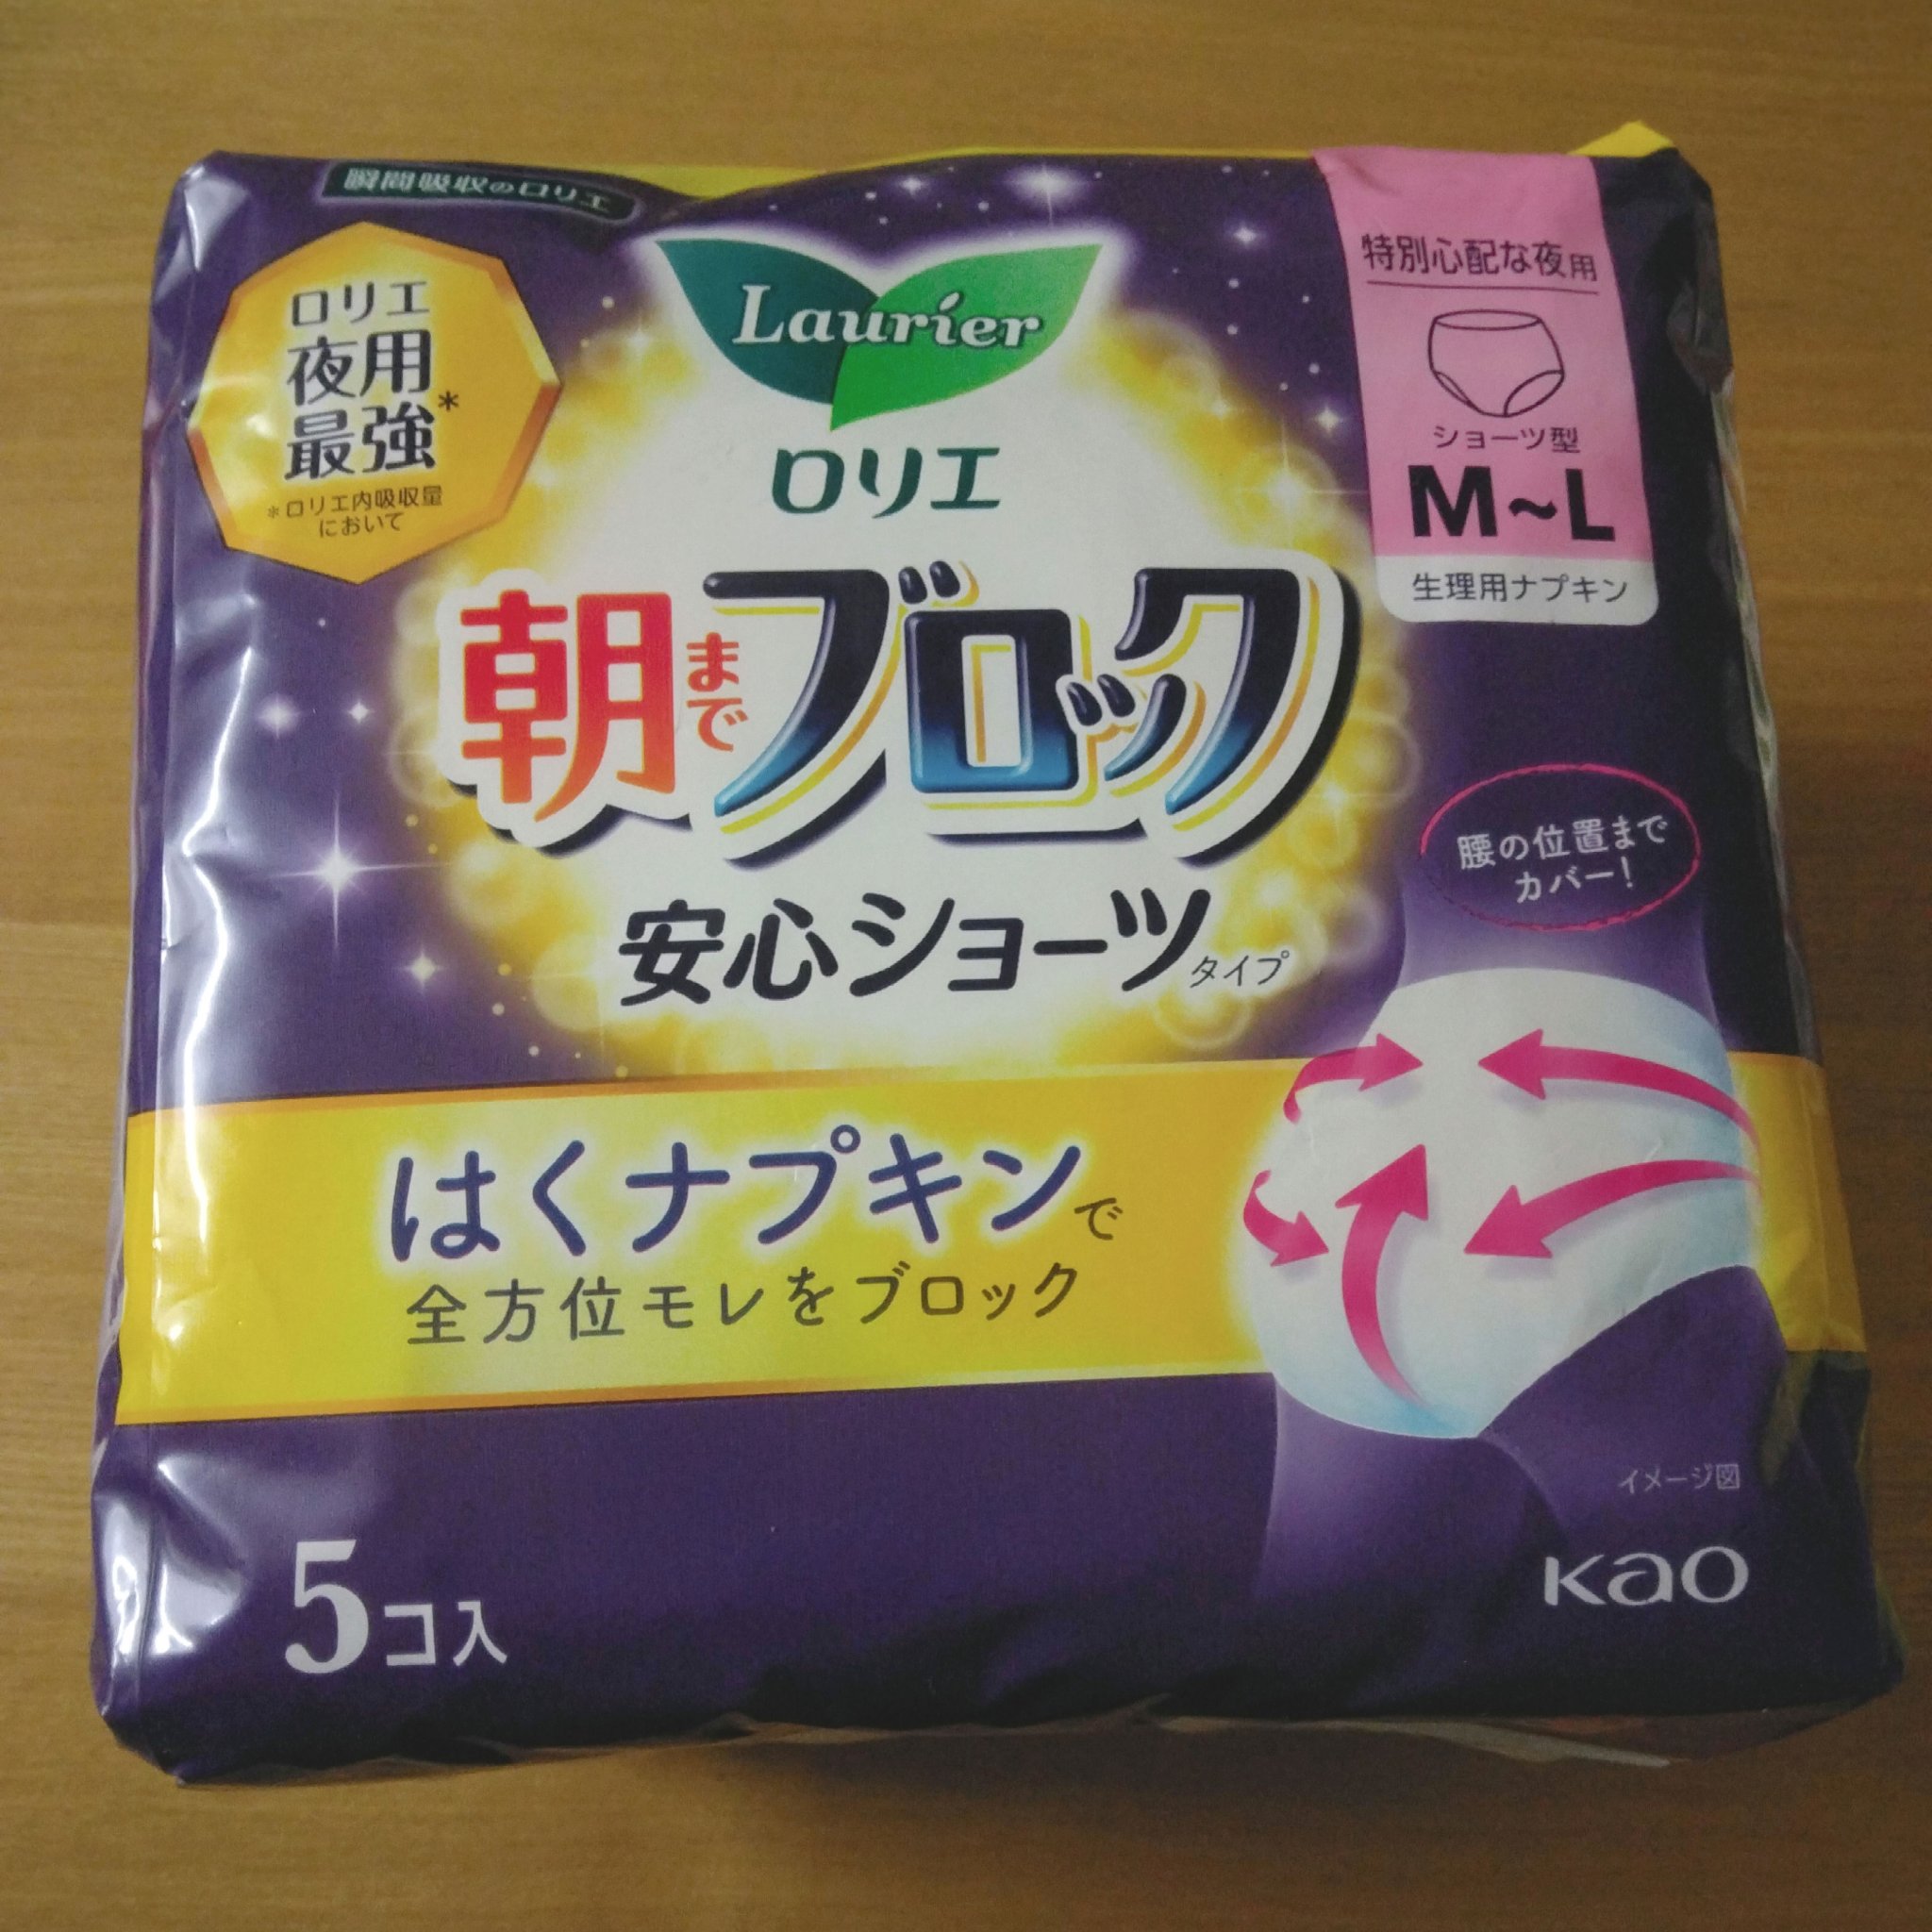 瞬間吸収のロリエ
ロリエ
夜用
最強*
*ロリエ内吸収量
において
Laurier
ロリエ
特別心配な夜用
ショーツ型
M~L
生理用ナプキン
朝までブロック
安心ショーツタイプ
腰の位置まで
カバー!
はくナプキンで
全方位モレをブロック
イメージ図
5コ入
Kao